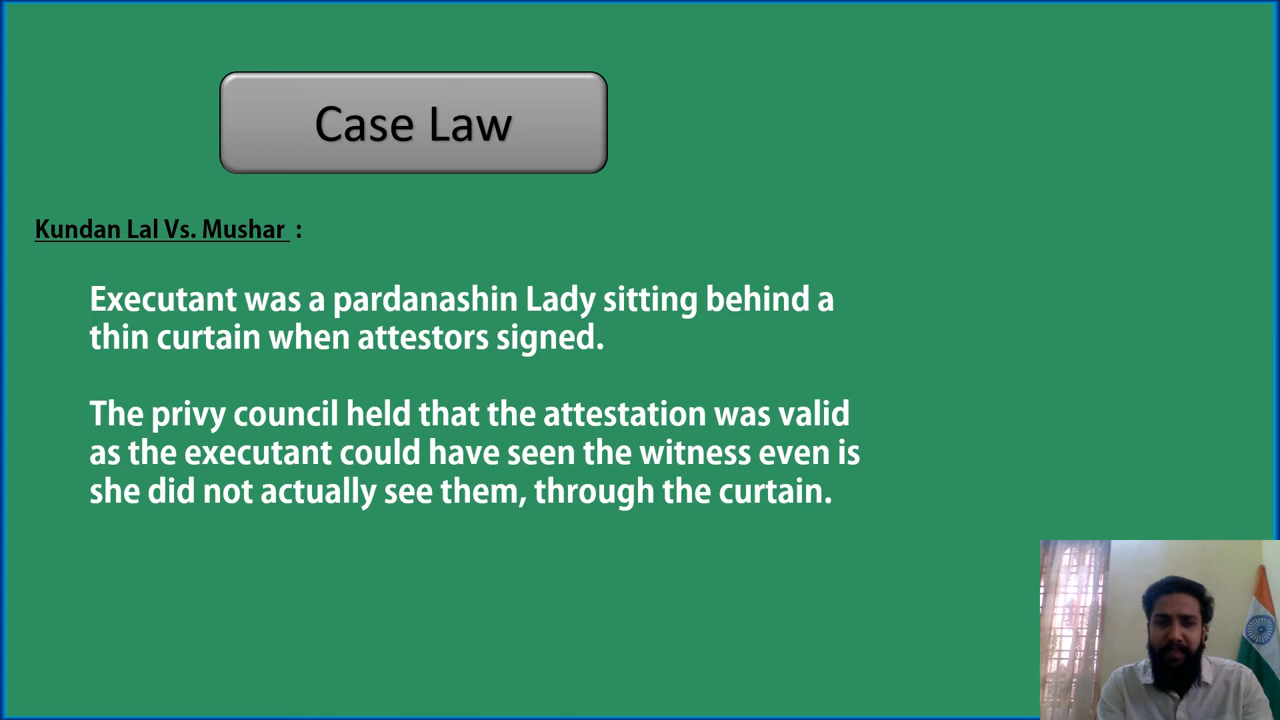 Case Law
Kundan Lal Vs. Mushar :
Executant was a pardanashin Lady sitting behind a
thin curtain when attestors signed.
The privy council held that the attestation was valid
as the executant could have seen the witness even is
she did not actually see them, through the curtain.